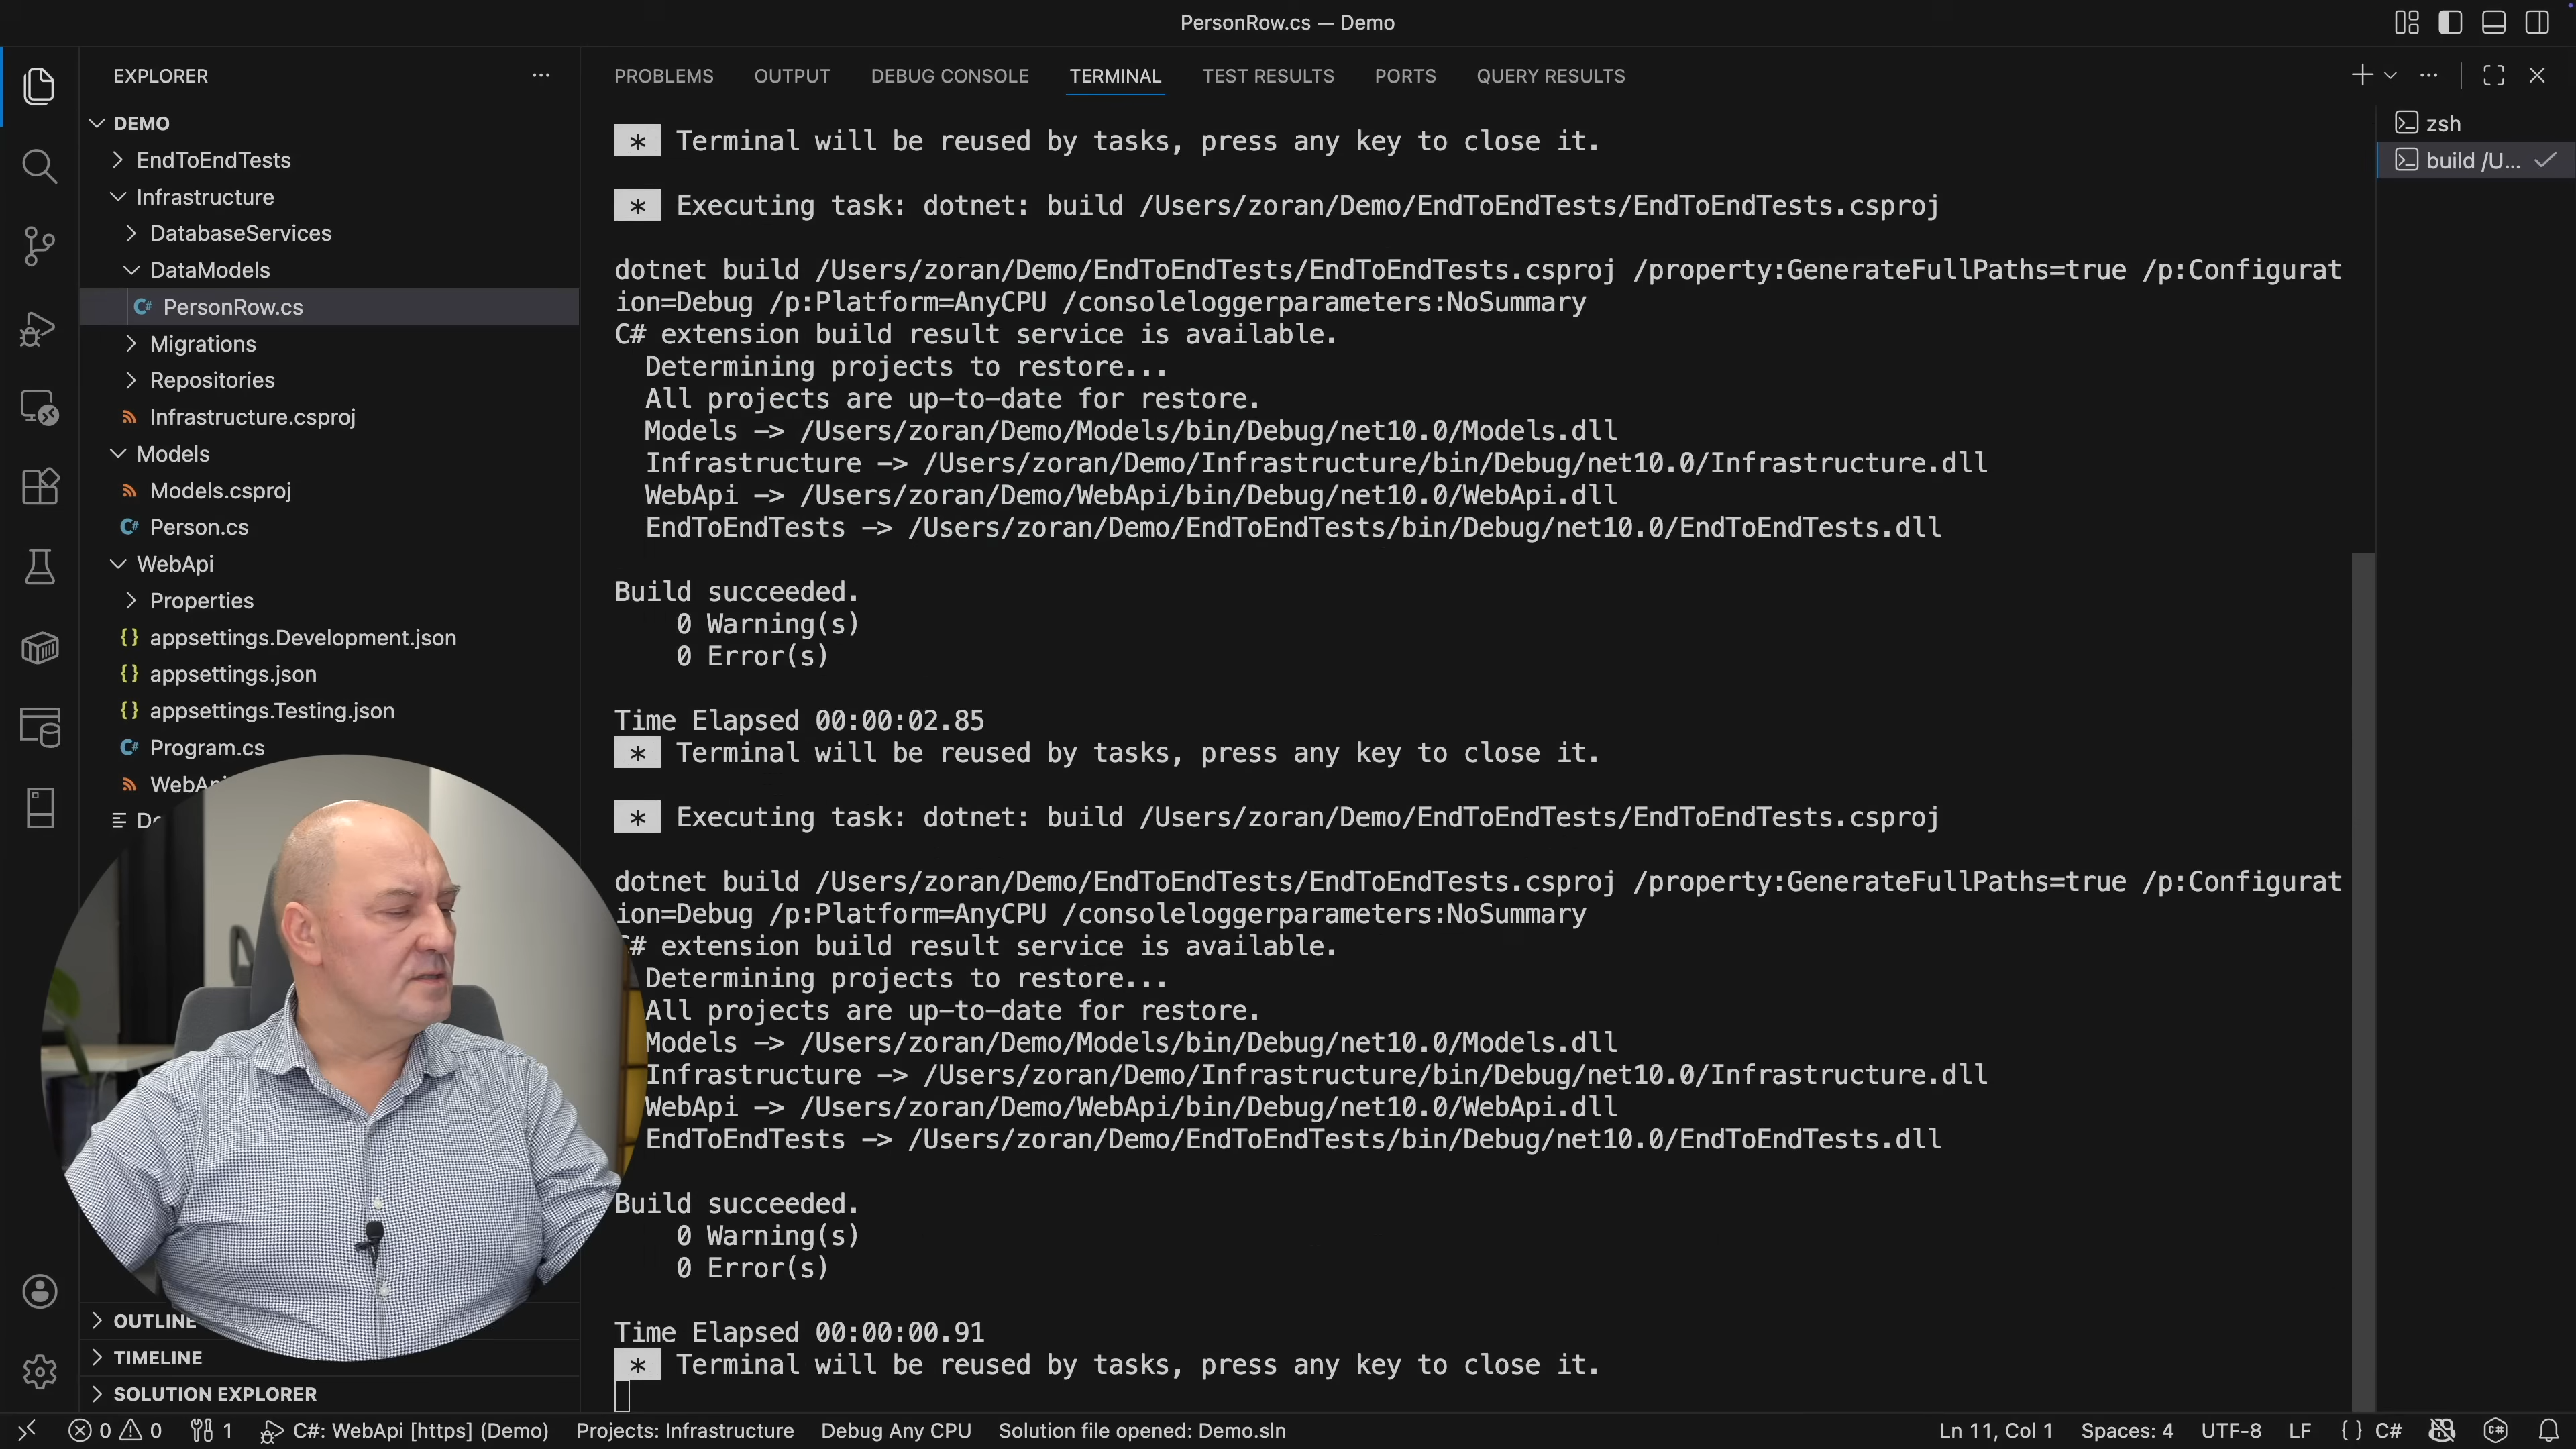 PersonRow.cs — Demo
EXPLORER
DEMO
EndToEndTests
Infrastructure
DatabaseServices
DataModels
PersonRow.cs
Migrations
Repositories
Infrastructure.csproj
Models
Models.csproj
Person.cs
WebApi
Properties
appsettings.Development.json
appsettings.json
appsettings.Testing.json
Program.cs
OUTLINE
TIMELINE
SOLUTION EXPLORER
PROBLEMS OUTPUT DEBUG CONSOLE TERMINAL TEST RESULTS PORTS QUERY RESULTS
* Terminal will be reused by tasks, press any key to close it.
* Executing task: dotnet: build /Users/zoran/Demo/EndToEndTests/EndToEndTests.csproj
dotnet build /Users/zoran/Demo/EndToEndTests/EndToEndTests.csproj /property:GenerateFullPaths=true /p:Configurat
ion=Debug /p:Platform=AnyCPU /consoleloggerparameters:NoSummary
C# extension build result service is available.
Determining projects to restore...
All projects are up-to-date for restore.
Models -> /Users/zoran/Demo/Models/bin/Debug/net10.0/Models.dll
Infrastructure -> /Users/zoran/Demo/Infrastructure/bin/Debug/net10.0/Infrastructure.dll
WebApi -> /Users/zoran/Demo/WebApi/bin/Debug/net10.0/WebApi.dll
EndToEndTests -> /Users/zoran/Demo/EndToEndTests/bin/Debug/net10.0/EndToEndTests.dll
Build succeeded.
0 Warning(s)
0 Error(s)
Time Elapsed 00:00:02.85
* Terminal will be reused by tasks, press any key to close it.
* Executing task: dotnet: build /Users/zoran/Demo/EndToEndTests/EndToEndTests.csproj
dotnet build /Users/zoran/Demo/EndToEndTests/EndToEndTests.csproj /property:GenerateFullPaths=true /p:Configurat
ion=Debug /p:Platform=AnyCPU /consoleloggerparameters:NoSummary
# extension build result service is available.
Determining projects to restore...
All projects are up-to-date for restore.
Models -> /Users/zoran/Demo/Models/bin/Debug/net10.0/Models.dll
Infrastructure -> /Users/zoran/Demo/Infrastructure/bin/Debug/net10.0/Infrastructure.dll
WebApi -> /Users/zoran/Demo/WebApi/bin/Debug/net10.0/WebApi.dll
EndToEndTests -> /Users/zoran/Demo/EndToEndTests/bin/Debug/net10.0/EndToEndTests.dll
Build succeeded.
0 Warning(s)
0 Error(s)
Time Elapsed 00:00:00.91
* Terminal will be reused by tasks, press any key to close it.
zsh
build /U...
0 0 1 C#: WebApi [https] (Demo) Projects: Infrastructure Debug Any CPU Solution file opened: Demo.sln Ln 11, Col 1 Spaces: 4 UTF-8 LF {} C#